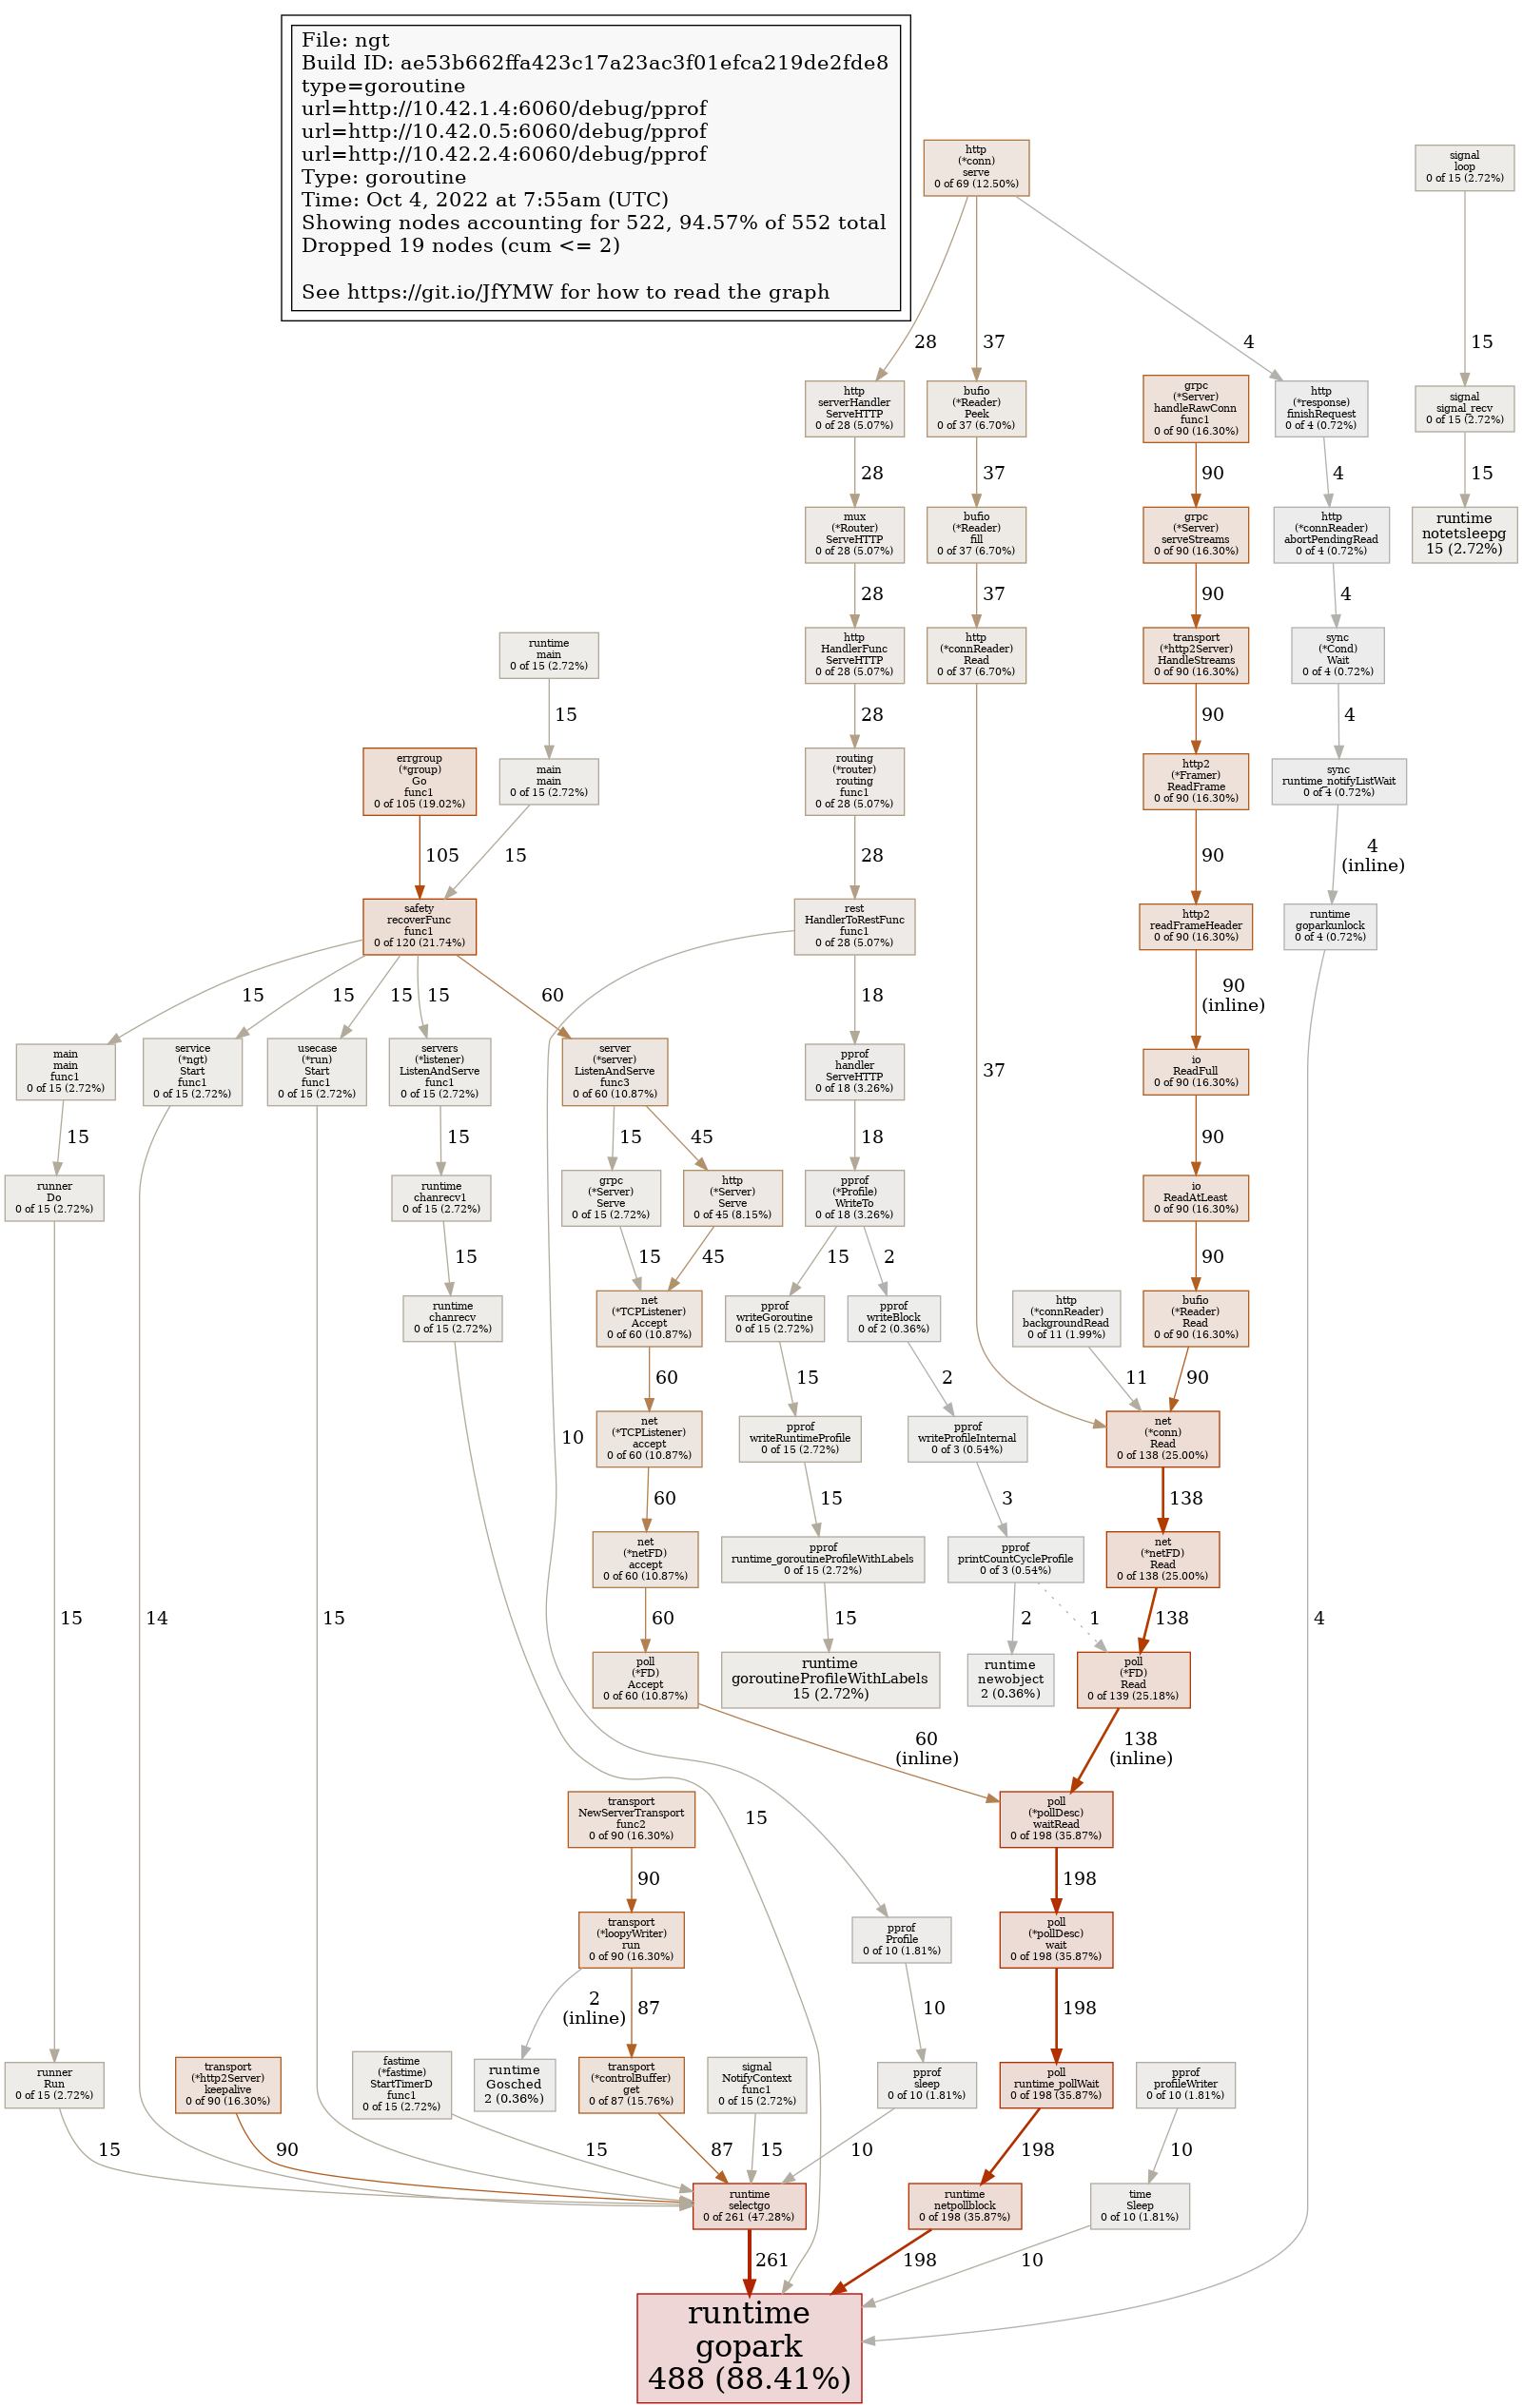 File: ngt
Build ID: ae53b662ffa423c17a23ac3f01efca219de2fde8
type=goroutine
url=http://10.42.1.4:6060/debug/pprof
url=http://10.42.0.5:6060/debug/pprof
url=http://10.42.2.4:6060/debug/pprof
Type: goroutine
Time: Oct 4, 2022 at 7:55am (UTC)
Showing nodes accounting for 522, 94.57% of 552 total
Dropped 19 nodes (cum <= 2)
See https://git.io/JfYMW for how to read the graph
http
(*conn)
serve
0 of 69 (12.50%)
signal
loop
0 of 15 (2.72%)
28
37
4
15
http
serverHandler
ServeHTTP
0 of 28 (5.07%)
bufio
(*Reader)
Peek
0 of 37 (6.70%)
grpc
(*Server)
handleRawConn
func1
0 of 90 (16.30%)
http
(*response)
finishRequest
0 of 4 (0.72%)
signal
signal_recv
0 of 15 (2.72%)
28
37
90
4
15
mux
(*Router)
ServeHTTP
0 of 28 (5.07%)
bufio
(*Reader)
fill
0 of 37 (6.70%)
grpc
(*Server)
serveStreams
0 of 90 (16.30%)
http
(*connReader)
abortPendingRead
0 of 4 (0.72%)
runtime
notetsleepg
15 (2.72%)
28
37
90
4
runtime
main
0 of 15 (2.72%)
http
HandlerFunc
ServeHTTP
0 of 28 (5.07%)
http
(*connReader)
Read
0 of 37 (6.70%)
transport
(*http2Server)
HandleStreams
0 of 90 (16.30%)
sync
(*Cond)
Wait
0 of 4 (0.72%)
15
28
90
4
errgroup
(*group)
Go
func1
0 of 105 (19.02%)
main
main
0 of 15 (2.72%)
routing
(*router)
routing
func1
0 of 28 (5.07%)
http2
(*Framer)
ReadFrame
0 of 90 (16.30%)
sync
runtime_notifyListWait
0 of 4 (0.72%)
105
15
28
90
4
(inline)
safety
recoverFunc
func1
0 of 120 (21.74%)
rest
HandlerToRestFunc
func1
0 of 28 (5.07%)
http2
readFrameHeader
0 of 90 (16.30%)
runtime
goparkunlock
0 of 4 (0.72%)
15
15
15
15
60
18
90
(inline)
main
main
func1
0 of 15 (2.72%)
service
(*ngt)
Start
func1
0 of 15 (2.72%)
usecase
(*run)
Start
func1
0 of 15 (2.72%)
servers
(*listener)
ListenAndServe
func1
0 of 15 (2.72%)
server
(*server)
ListenAndServe
func3
0 of 60 (10.87%)
pprof
handler
ServeHTTP
0 of 18 (3.26%)
37
io
ReadFull
0 of 90 (16.30%)
15
15
15
45
18
90
runner
Do
0 of 15 (2.72%)
runtime
chanrecv1
0 of 15 (2.72%)
grpc
(*Server)
Serve
0 of 15 (2.72%)
http
(*Server)
Serve
0 of 45 (8.15%)
pprof
(*Profile)
WriteTo
0 of 18 (3.26%)
io
ReadAtLeast
0 of 90 (16.30%)
15
15
45
15
2
90
runtime
chanrecv
0 of 15 (2.72%)
net
(*TCPListener)
Accept
0 of 60 (10.87%)
pprof
writeGoroutine
0 of 15 (2.72%)
pprof
writeBlock
0 of 2 (0.36%)
http
(*connReader)
backgroundRead
0 of 11 (1.99%)
bufio
(*Reader)
Read
0 of 90 (16.30%)
60
15
2
11
90
10
net
(*TCPListener)
accept
0 of 60 (10.87%)
pprof
writeRuntimeProfile
0 of 15 (2.72%)
pprof
writeProfileInternal
0 of 3 (0.54%)
net
(*conn)
Read
0 of 138 (25.00%)
60
15
3
138
net
(*netFD)
accept
0 of 60 (10.87%)
pprof
runtime_goroutineProfileWithLabels
0 of 15 (2.72%)
pprof
printCountCycleProfile
0 of 3 (0.54%)
net
(*netFD)
Read
0 of 138 (25.00%)
15
14
15
60
15
2
1
138
4
poll
(*FD)
Accept
0 of 60 (10.87%)
runtime
goroutineProfileWithLabels
15 (2.72%)
runtime
newobject
2 (0.36%)
poll
(*FD)
Read
0 of 139 (25.18%)
60
(inline)
138
(inline)
transport
NewServerTransport
func2
0 of 90 (16.30%)
15
poll
(*pollDesc)
waitRead
0 of 198 (35.87%)
90
198
transport
(*loopyWriter)
run
0 of 90 (16.30%)
pprof
Profile
0 of 10 (1.81%)
poll
(*pollDesc)
wait
0 of 198 (35.87%)
2
(inline)
87
10
198
runner
Run
0 of 15 (2.72%)
transport
(*http2Server)
keepalive
0 of 90 (16.30%)
fastime
(*fastime)
StartTimerD
func1
0 of 15 (2.72%)
runtime
Gosched
2 (0.36%)
transport
(*controlBuffer)
get
0 of 87 (15.76%)
signal
NotifyContext
func1
0 of 15 (2.72%)
pprof
sleep
0 of 10 (1.81%)
poll
runtime_pollWait
0 of 198 (35.87%)
pprof
profileWriter
0 of 10 (1.81%)
15
90
15
87
15
10
198
10
runtime
selectgo
0 of 261 (47.28%)
runtime
netpollblock
0 of 198 (35.87%)
time
Sleep
0 of 10 (1.81%)
261
198
10
runtime
gopark
488 (88.41%)